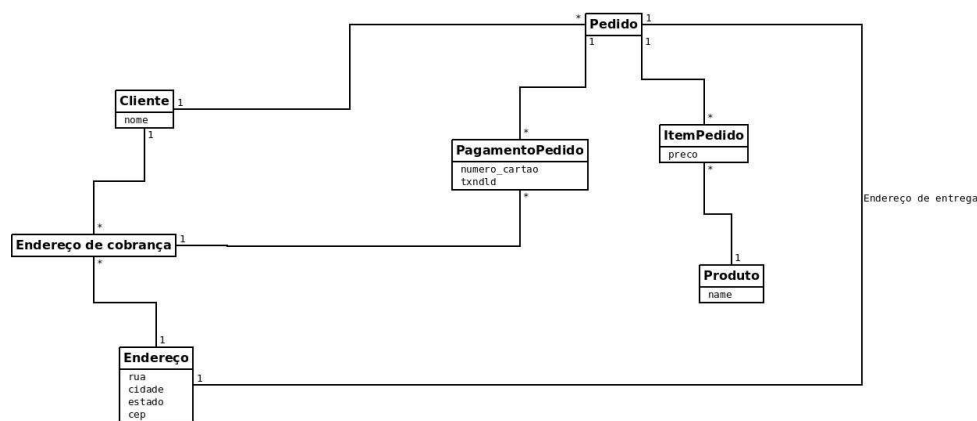 * Pedido 1
1 1
Cliente 1
nome
1
* *
PagamentoPedido
numero_cartao
txndld
*
ItemPedido
preco
*
Endereço de entrega
*
Endereço de cobrança 1
*
1
Produto
name
1
Endereço
rua 1
cidade
estado
cep